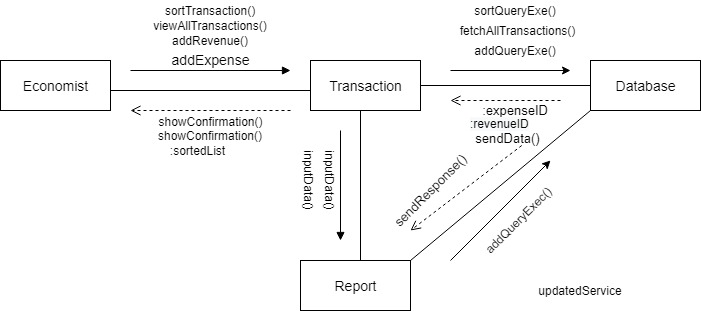 sortTransaction()
viewAllTransactions()
addRevenue()
addExpense
sortQueryExe()
fetchAllTransactions()
addQueryExe()
Economist
Transaction
Database
showConfirmation()
showConfirmation()
:sortedList
:expenseID
:revenueID
sendData()
inputData()
inputData()
sendResponse()
addQueryExec()
Report
updatedService